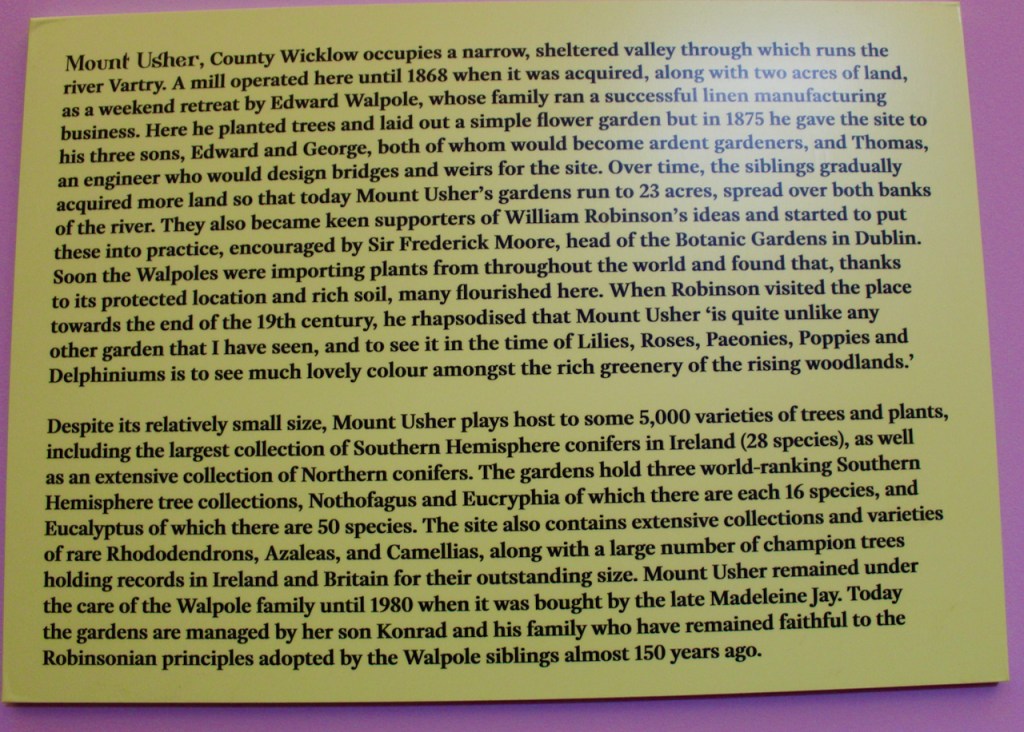 Mount Usher, County Wicklow occupies a narrow, sheltered valley through which runs the
river Vartry. A mill operated here until 1868 when it was acquired, along with two acres of land,
as a weekend retreat by Edward Walpole, whose family ran a successful linen manufacturing
business. Here he planted trees and laid out a simple flower garden but in 1875 he gave the site to
his three sons, Edward and George, both of whom would become ardent gardeners, and Thomas,
an engineer who would design bridges and weirs for the site. Over time, the siblings gradually
acquired more land so that today Mount Usher's gardens run to 23 acres, spread over both banks
of the river. They also became keen supporters of William Robinson's ideas and started to put
these into practice, encouraged by Sir Frederick Moore, head of the Botanic Gardens in Dublin.
Soon the Walpoles were importing plants from throughout the world and found that, thanks
to its protected location and rich soil, many flourished here. When Robinson visited the place
towards the end of the 19th century, he rhapsodised that Mount Usher ‘is quite unlike any
other garden that I have seen, and to see it in the time of Lilies, Roses, Paeonies, Poppies and
Delphiniums is to see much lovely colour amongst the rich greenery of the rising woodlands.’
Despite its relatively small size, Mount Usher plays host to some 5,000 varieties of trees and plants,
including the largest collection of Southern Hemisphere conifers in Ireland (28 species), as well
as an extensive collection of Northern conifers. The gardens hold three world-ranking Southern
Hemisphere tree collections, Nothofagus and Eucryphia of which there are each 16 species, and
Eucalyptus of which there are 50 species. The site also contains extensive collections and varieties
of rare Rhododendrons, Azaleas, and Camellias, along with a large number of champion trees
holding records in Ireland and Britain for their outstanding size. Mount Usher remained under
the care of the Walpole family until 1980 when it was bought by the late Madeleine Jay. Today
the gardens are managed by her son Konrad and his family who have remained faithful to the
Robinsonian principles adopted by the Walpole siblings almost 150 years ago.